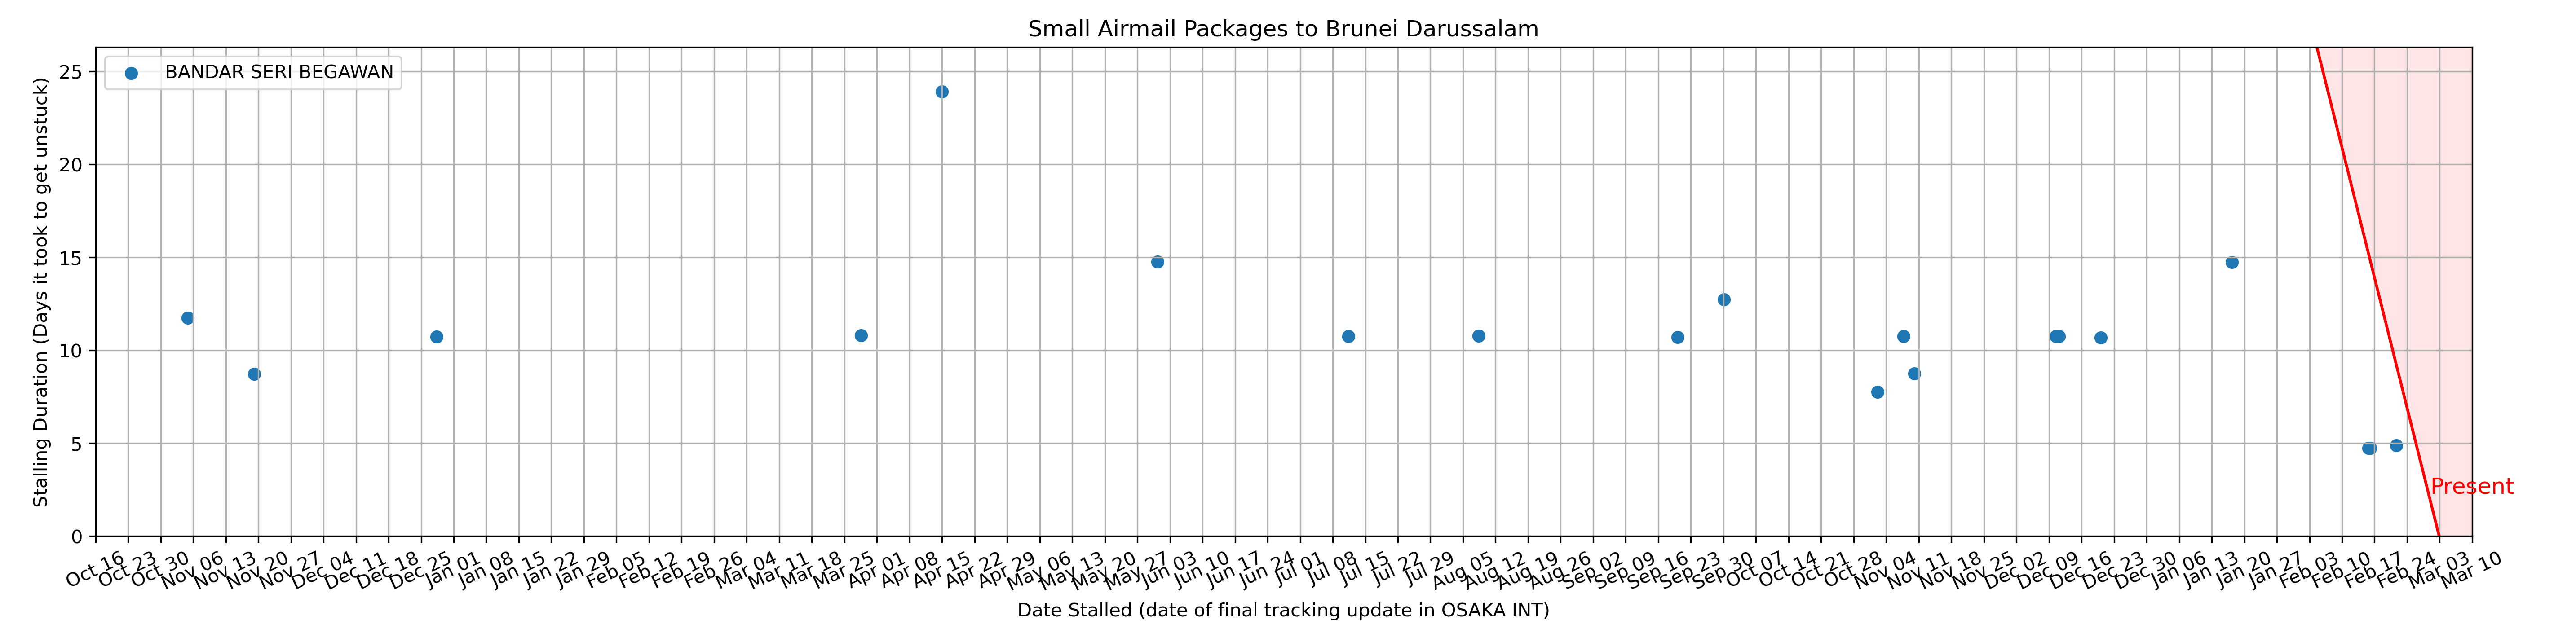 Small Airmail Packages to Brunei Darussalam
BANDAR SERI BEGAWAN
Stalling Duration (Days it took to get unstuck)
25
20
15
10
5
0
Present
Oct 16
Oct 23
Oct 30
Nov 06
Nov 13
Nov 20
Nov 27
Dec 04
Dec 11
Dec 18
Dec 25
Jan 01
Jan 08
Jan 15
Jan 22
Jan 29
Feb 05
Feb 12
Feb 19
Feb 26
Mar 04
Mar 11
Mar 18
Mar 25
Apr 01
Apr 08
Apr 15
Apr 22
Apr 29
May 06
May 13
May 20
May 27
Jun 03
Jun 10
Jun 17
Jun 24
Jul 01
Jul 08
Jul 15
Jul 22
Jul 29
Aug 05
Aug 12
Aug 19
Aug 26
Sep 02
Sep 09
Sep 16
Sep 23
Sep 30
Oct 07
Oct 14
Oct 21
Oct 28
Nov 04
Nov 11
Nov 18
Nov 25
Dec 02
Dec 09
Dec 16
Dec 23
Dec 30
Jan 06
Jan 13
Jan 20
Jan 27
Feb 03
Feb 10
Feb 17
Feb 24
Mar 03
Mar 10
Date Stalled (date of final tracking update in OSAKA INT)